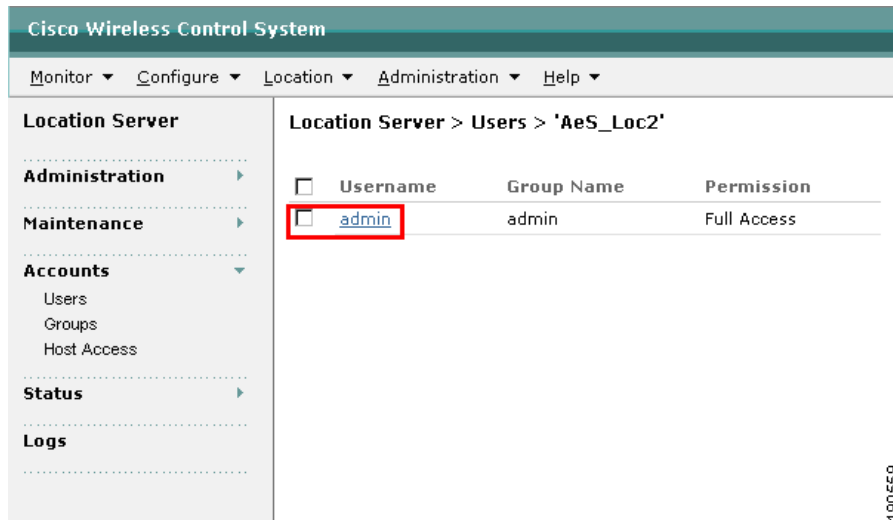 Cisco Wireless Control System
Monitor Configure Location Administration Help
Location Server
Administration
Maintenance
Accounts
Users
Groups
Host Access
Status
Logs
Location Server > Users > 'AeS_Loc2'
Username Group Name Permission
admin admin Full Access